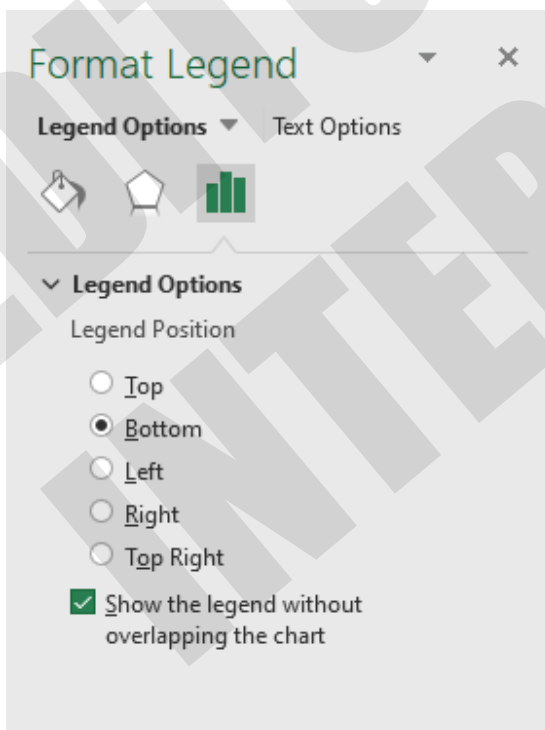 Format Legend
Legend Options Text Options
Legend Options
Legend Position
Top
Bottom
Left
Right
Top Right
Show the legend without
overlapping the chart